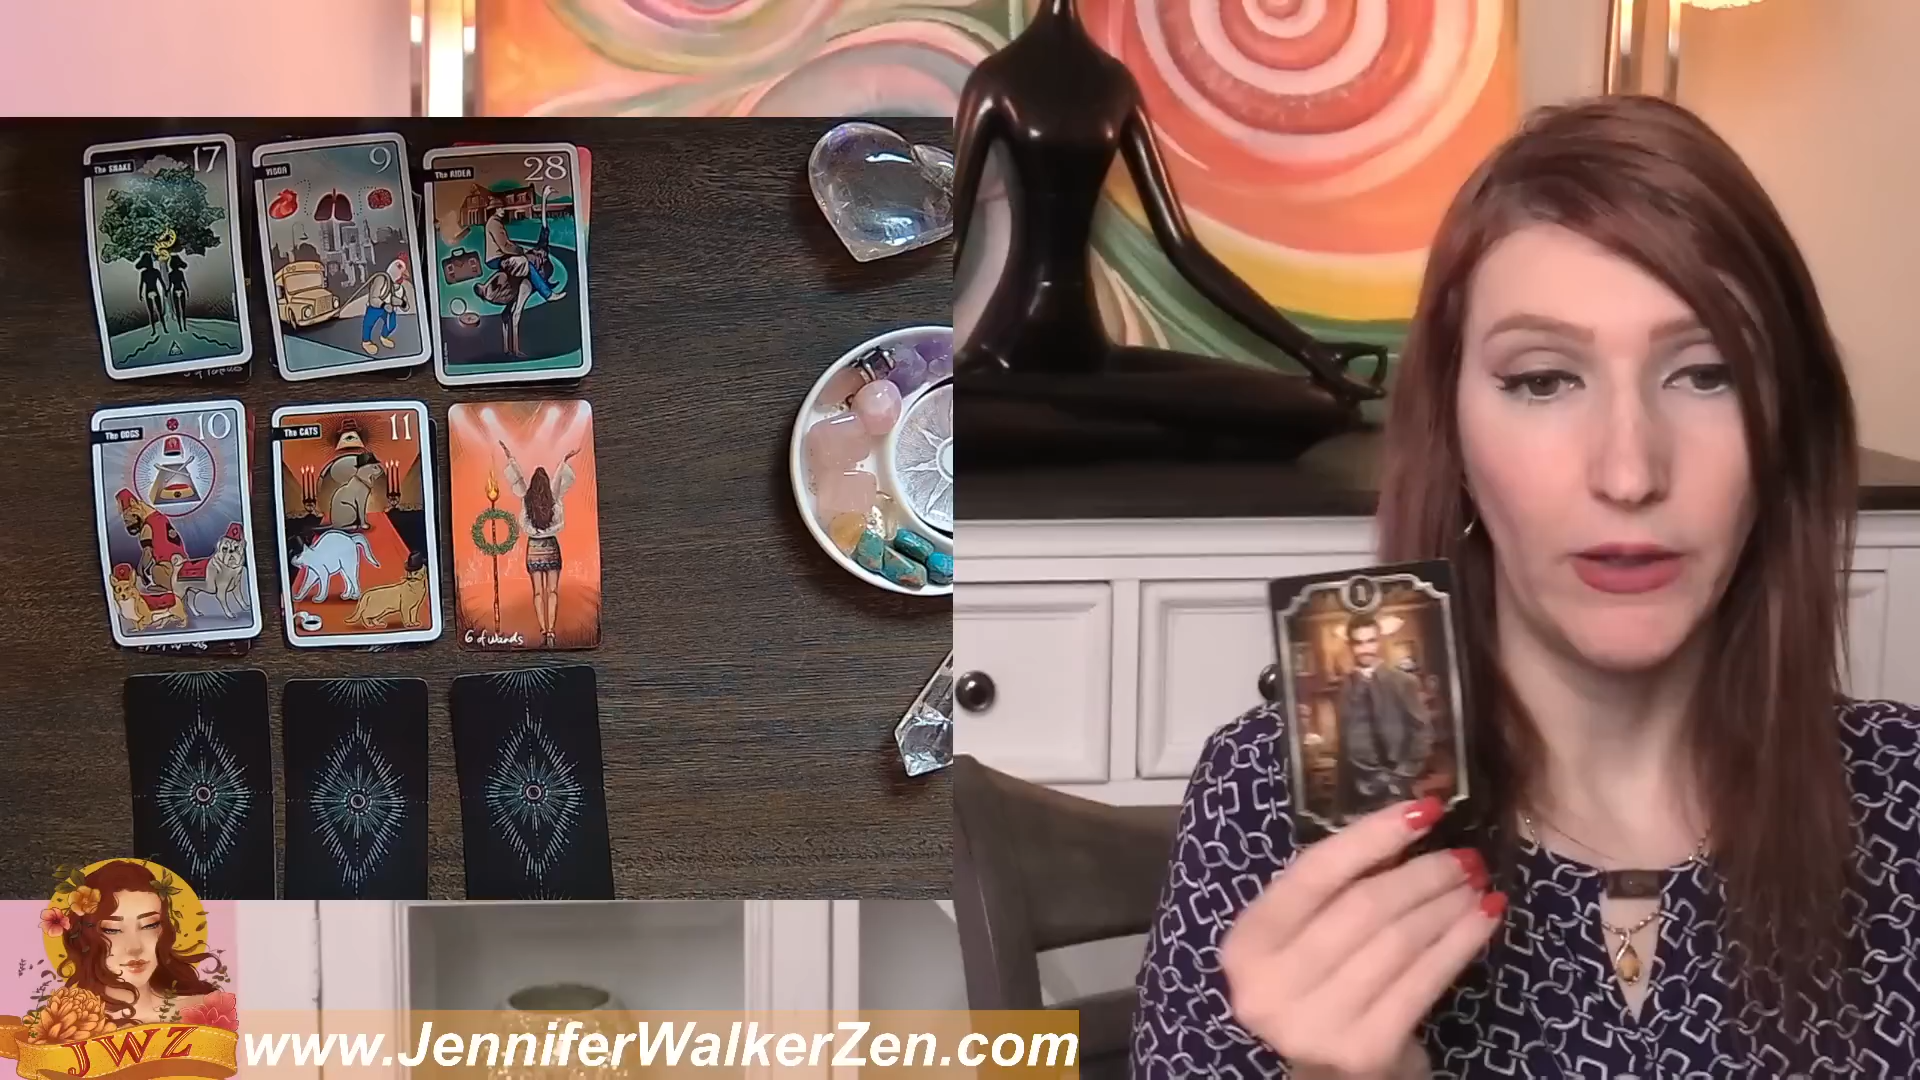 The SNAKE 17
VIGOR 9
The RIDER 28
The DOGS 10
The CATS 11
6 of wands
JWZ
www.JenniferWalkerZen.com